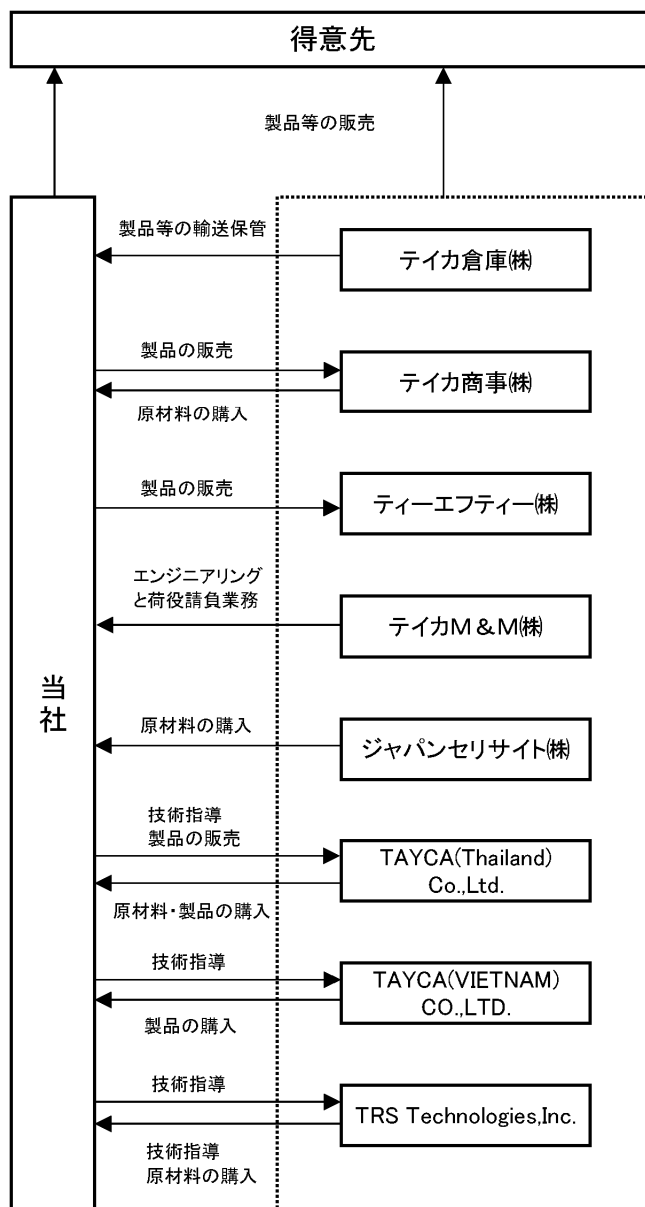 得意先
製品等の販売
製品等の輸送保管
テイカ倉庫㈱
製品の販売
テイカ商事㈱
原材料の購入
製品の販売
ティーエフティー㈱
エンジニアリング
と荷役請負業務
テイカM&M㈱
当社
原材料の購入
ジャパンセリサイト㈱
技術指導
製品の販売
TAYCA(Thailand)
Co.,Ltd.
原材料・製品の購入
技術指導
TAYCA(VIETNAM)
CO.,LTD.
製品の購入
技術指導
TRS Technologies,Inc.
技術指導
原材料の購入